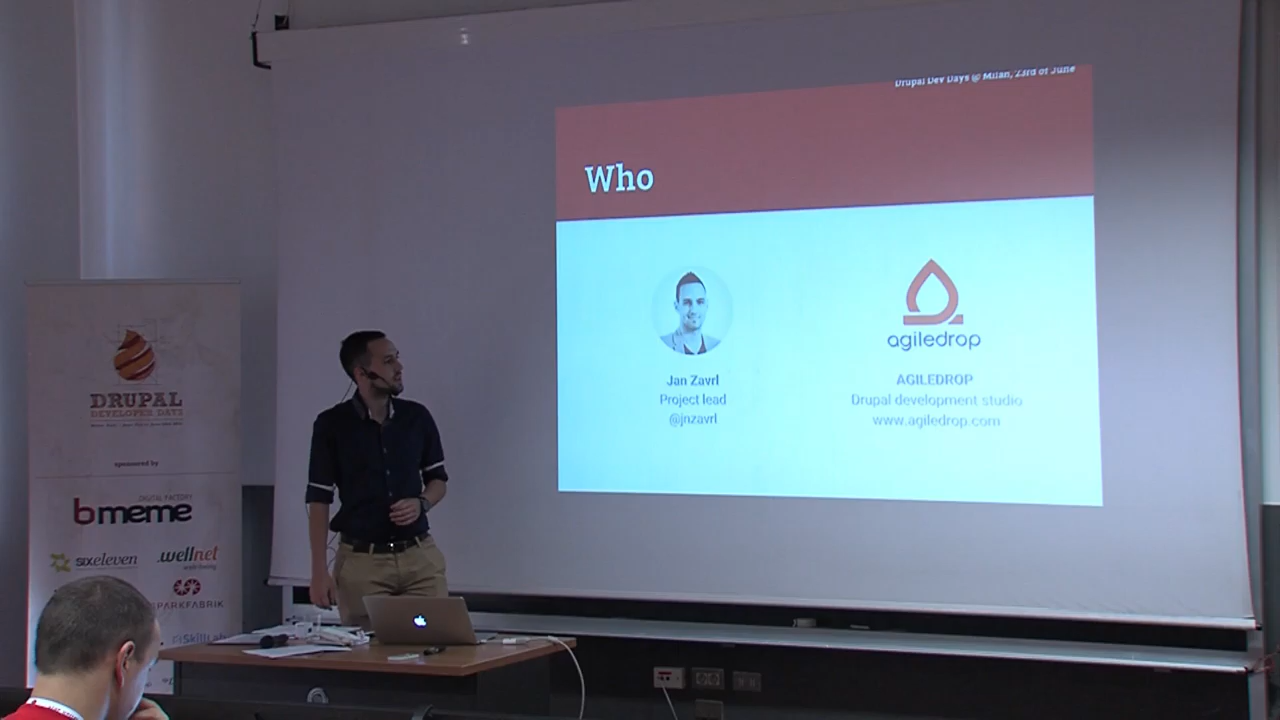 Drupal Dev Days @ Milan, 23rd of June
Who
Jan Zavrl
Project lead
@jnzavrl
agiledrop
AGILEDROP
Drupal development studio
www.agiledrop.com
DRUPAL
DEVELOPER DAYS
sponsored by
DIGITAL FACTORY
bmeme
sixeleven
wellnet
SPARKFABRIK